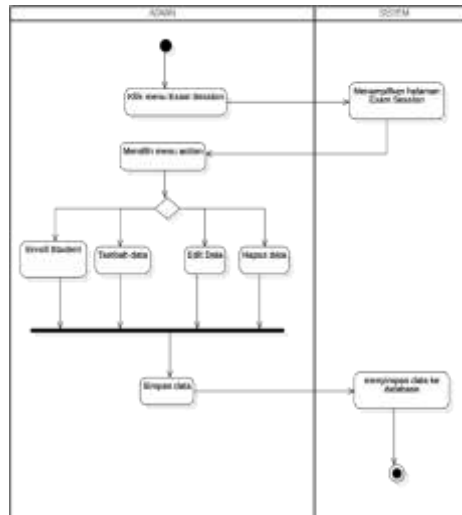 ADMIN
SISTEM
Klik menu Exam Session
Menampilkan halaman
Exam Session
Memilih menu action
Enroll Student
Tambah data
Edit Data
Hapus data
Simpan data
menyimpan data ke
database